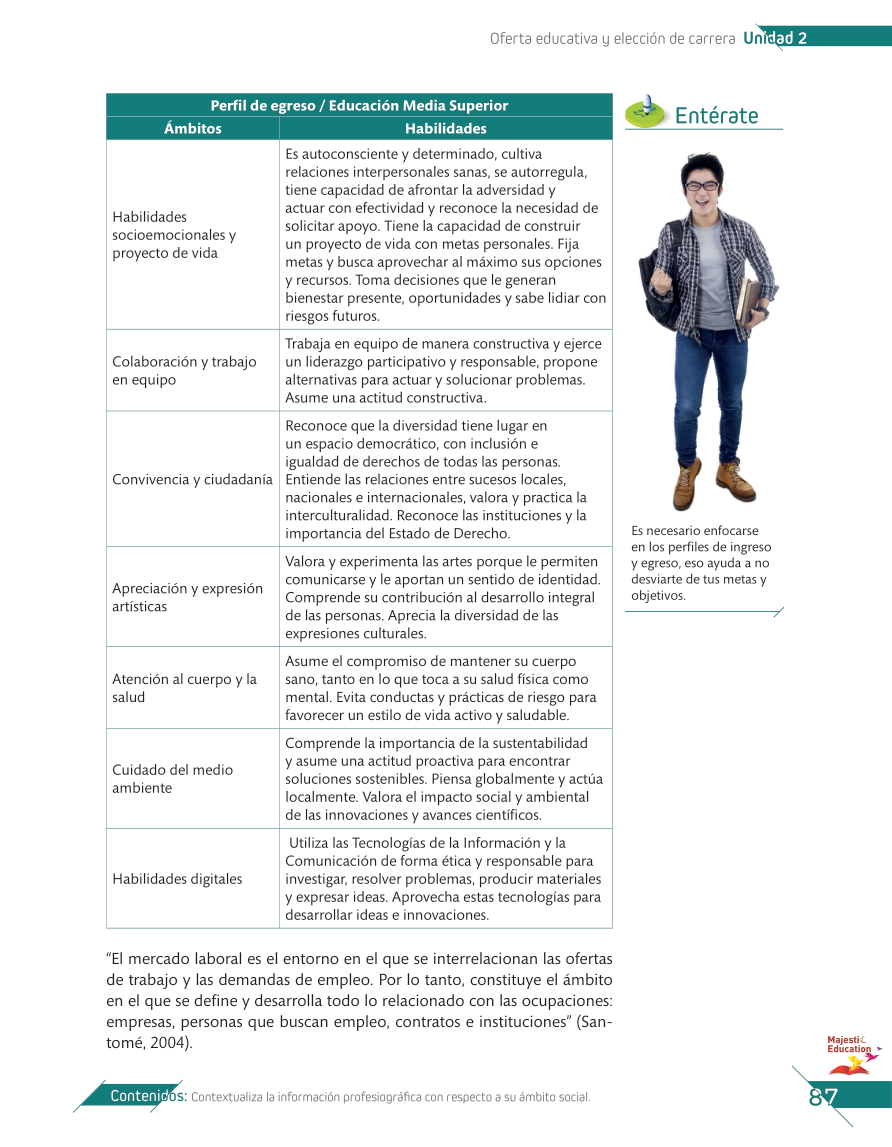 Oferta educativa y elección de carrera Unidad 2
Perfil de egreso / Educación Media Superior
Ámbitos
Habilidades
Habilidades
socioemocionales y
proyecto de vida
Es autoconsciente y determinado, cultiva
relaciones interpersonales sanas, se autorregula,
tiene capacidad de afrontar la adversidad y
actuar con efectividad y reconoce la necesidad de
solicitar apoyo. Tiene la capacidad de construir
un proyecto de vida con metas personales. Fija
metas y busca aprovechar al máximo sus opciones
y recursos. Toma decisiones que le generan
bienestar presente, oportunidades y sabe lidiar con
riesgos futuros.
Colaboración y trabajo
en equipo
Trabaja en equipo de manera constructiva y ejerce
un liderazgo participativo y responsable, propone
alternativas para actuar y solucionar problemas.
Asume una actitud constructiva.
Convivencia y ciudadanía
Reconoce que la diversidad tiene lugar en
un espacio democrático, con inclusión e
igualdad de derechos de todas las personas.
Entiende las relaciones entre sucesos locales,
nacionales e internacionales, valora y practica la
interculturalidad. Reconoce las instituciones y la
importancia del Estado de Derecho.
Apreciación y expresión
artísticas
Valora y experimenta las artes porque le permiten
comunicarse y le aportan un sentido de identidad.
Comprende su contribución al desarrollo integral
de las personas. Aprecia la diversidad de las
expresiones culturales.
Atención al cuerpo y la
salud
Asume el compromiso de mantener su cuerpo
sano, tanto en lo que toca a su salud física como
mental. Evita conductas y prácticas de riesgo para
favorecer un estilo de vida activo y saludable.
Cuidado del medio
ambiente
Comprende la importancia de la sustentabilidad
y asume una actitud proactiva para encontrar
soluciones sostenibles. Piensa globalmente y actúa
localmente. Valora el impacto social y ambiental
de las innovaciones y avances científicos.
Habilidades digitales
Utiliza las Tecnologías de la Información y la
Comunicación de forma ética y responsable para
investigar, resolver problemas, producir materiales
y expresar ideas. Aprovecha estas tecnologías para
desarrollar ideas e innovaciones.
Entérate
Es necesario enfocarse
en los perfiles de ingreso
y egreso, eso ayuda a no
desviarte de tus metas y
objetivos.
“El mercado laboral es el entorno en el que se interrelacionan las ofertas
de trabajo y las demandas de empleo. Por lo tanto, constituye el ámbito
en el que se define y desarrolla todo lo relacionado con las ocupaciones:
empresas, personas que buscan empleo, contratos e instituciones” (San-
tomé, 2004).
Majestic
Education
Contenidos: Contextualiza la información profesiográfica con respecto a su ámbito social.
87